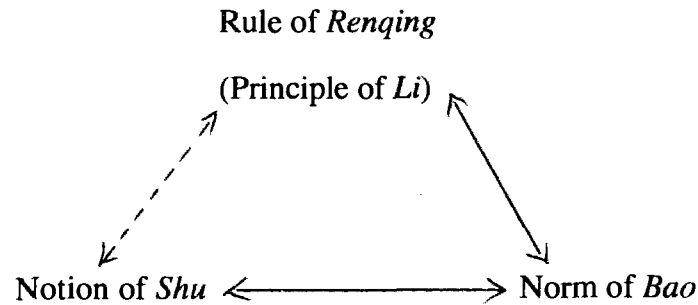 Rule of Renqing
(Principle of Li)
Notion of Shu
Norm of Bao